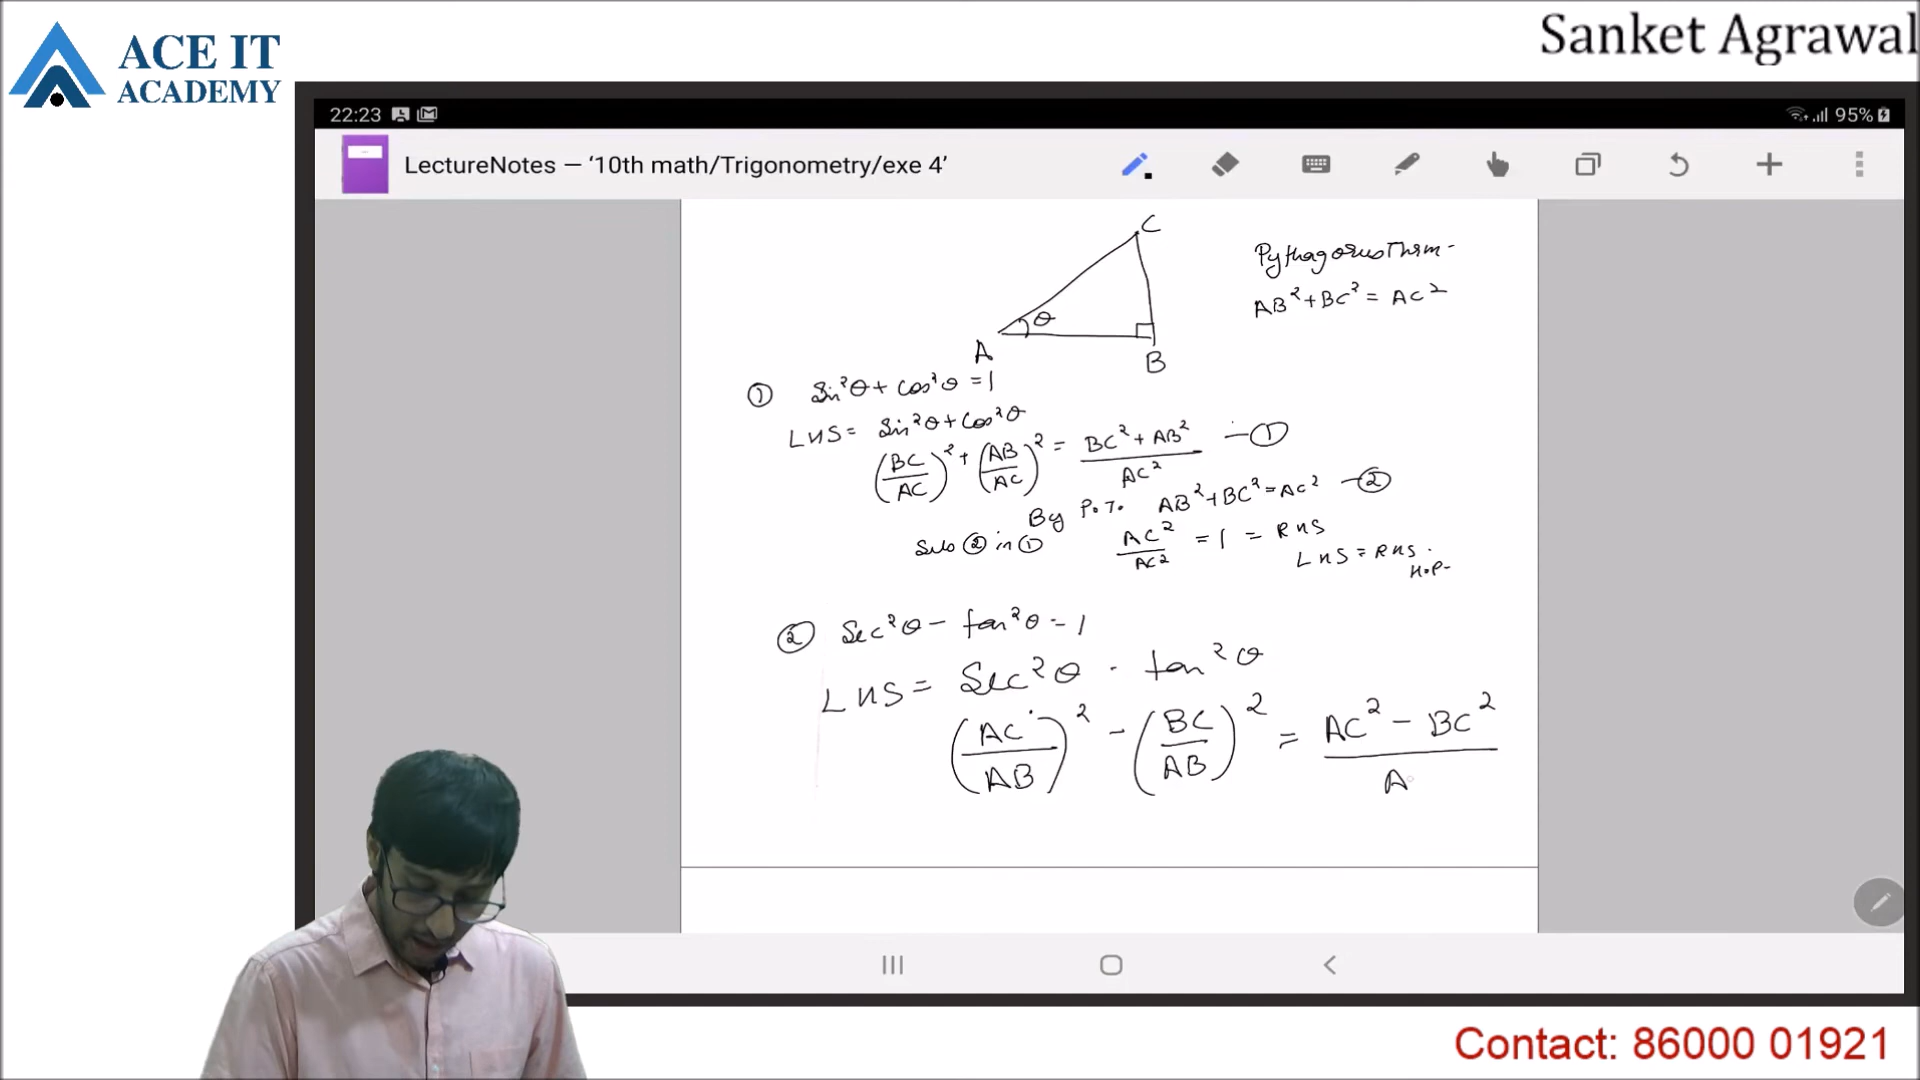 ACE IT
ACADEMY
Sanket Agrawal
22:23
95%
LectureNotes — ‘10th math/Trigonometry/exe 4’
C
θ
A
B
Pythagorus Thrm -
AB² + BC² = AC²
① Sin²θ + Cos²θ = 1
LHS = Sin²θ + Cos²θ
(BC/AC)² + (AB/AC)² = BC² + AB² / AC² — ①
By P.T. AB² + BC² = AC² — ②
Sub ② in ① AC²/AC² = 1 = RHS
LHS = RHS.
H.P-
② Sec²θ - tan²θ = 1
LHS = Sec²θ - tan²θ
(AC/AB)² - (BC/AB)² = AC² - BC² / A
Contact: 86000 01921